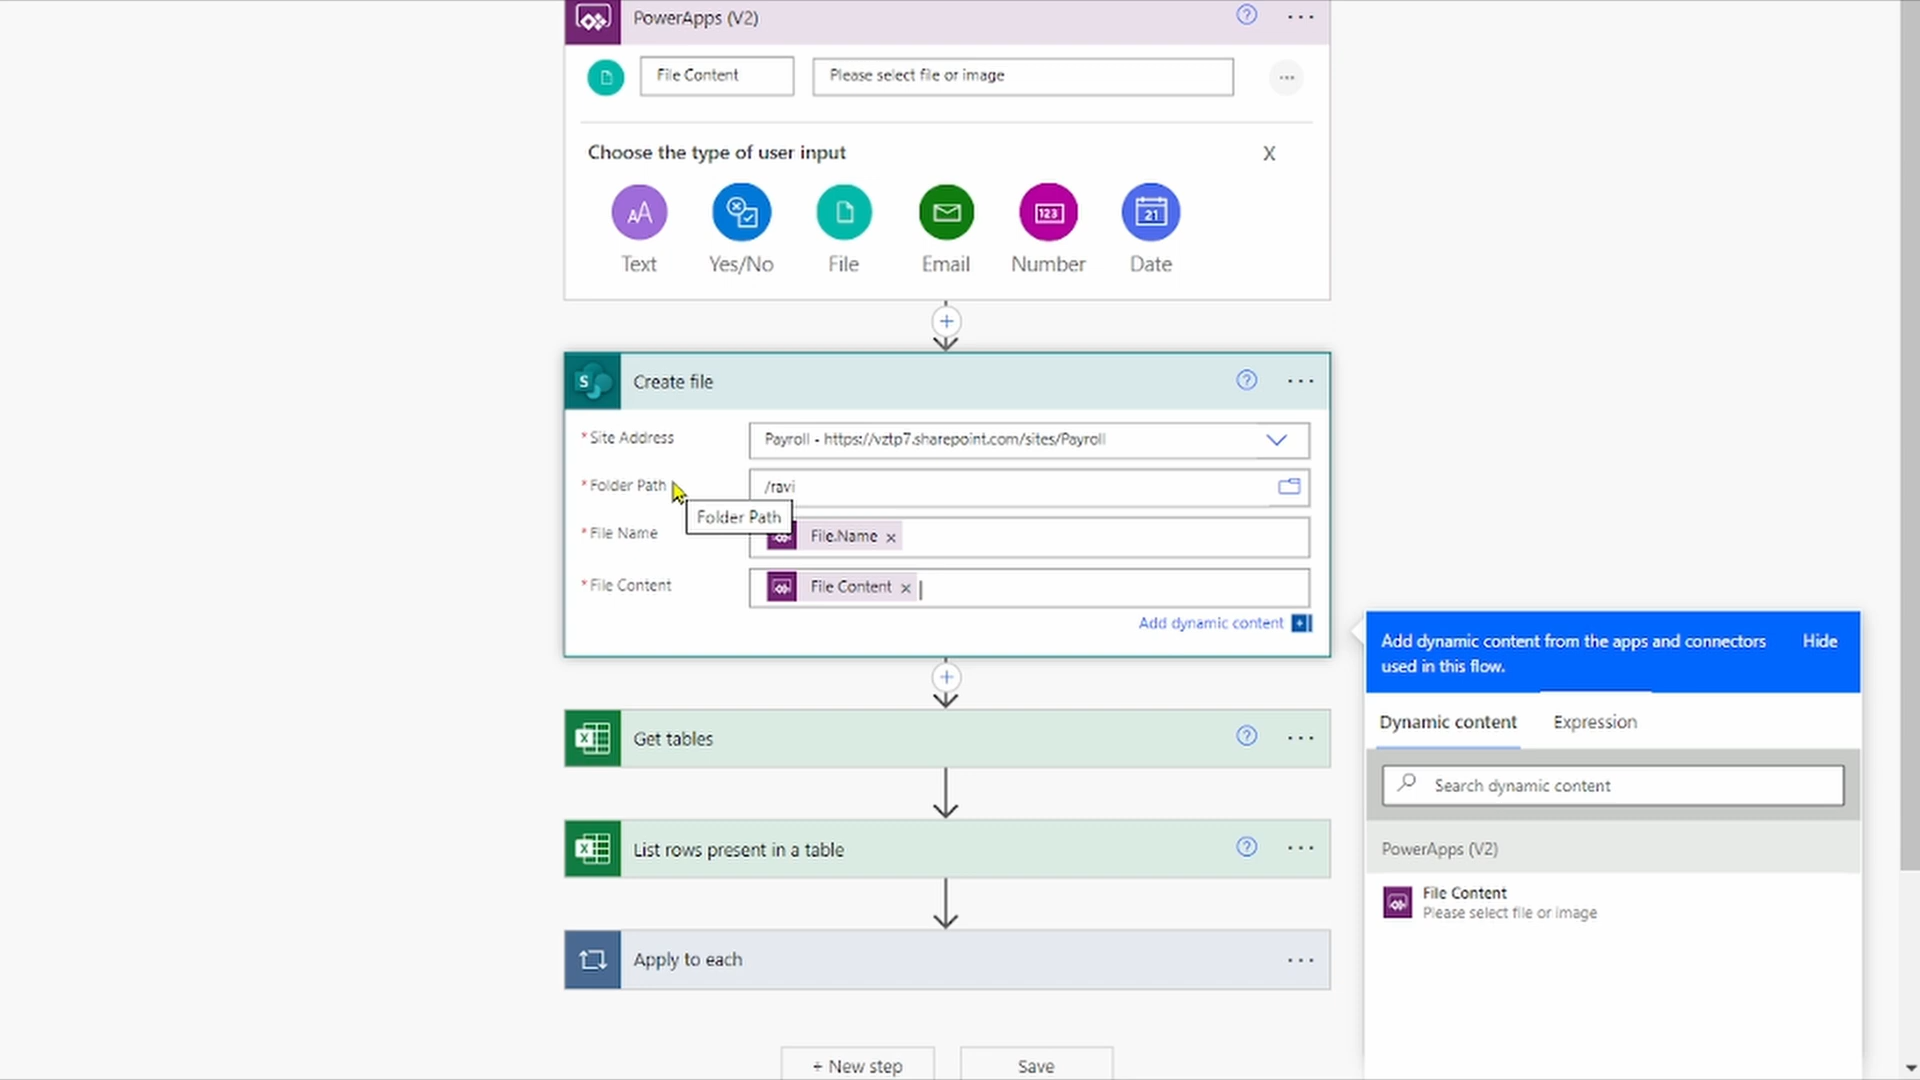 PowerApps (V2)
File Content
Please select file or image
Choose the type of user input
X
AA
123
21
Text
Yes/No
File
Email
Number
Date
S
Create file
* Site Address
Payroll - https://vztp7.sharepoint.com/sites/Payroll
* Folder Path
/ravi
Folder Path
* File Name
File.Name ×
* File Content
File Content ×
Add dynamic content
Add dynamic content from the apps and connectors
used in this flow.
Hide
Get tables
Dynamic content
Expression
Search dynamic content
List rows present in a table
PowerApps (V2)
File Content
Please select file or image
Apply to each
+ New step
Save